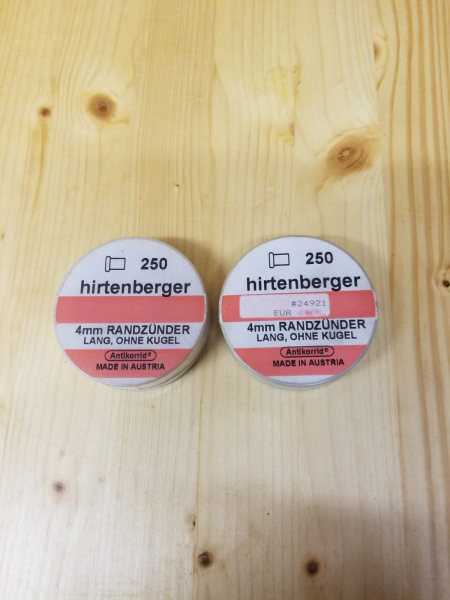 250
hirtenberger
4mm RANDZÜNDER
LANG, OHNE KUGEL
Antikorrid®
MADE IN AUSTRIA
250
hirtenberger
#24921
EUR
4mm RANDZÜNDER
LANG, OHNE KUGEL
Antikorrid®
MADE IN AUSTRIA